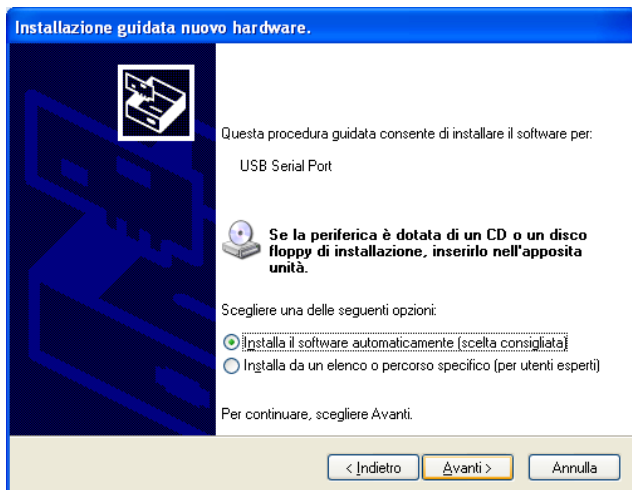 Installazione guidata nuovo hardware.
Questa procedura guidata consente di installare il software per:
USB Serial Port
Se la periferica è dotata di un CD o un disco
floppy di installazione, inserirlo nell'apposita
unità.
Scegliere una delle seguenti opzioni:
Installa il software automaticamente (scelta consigliata)
Installa da un elenco o percorso specifico (per utenti esperti)
Per continuare, scegliere Avanti.
< Indietro Avanti > Annulla